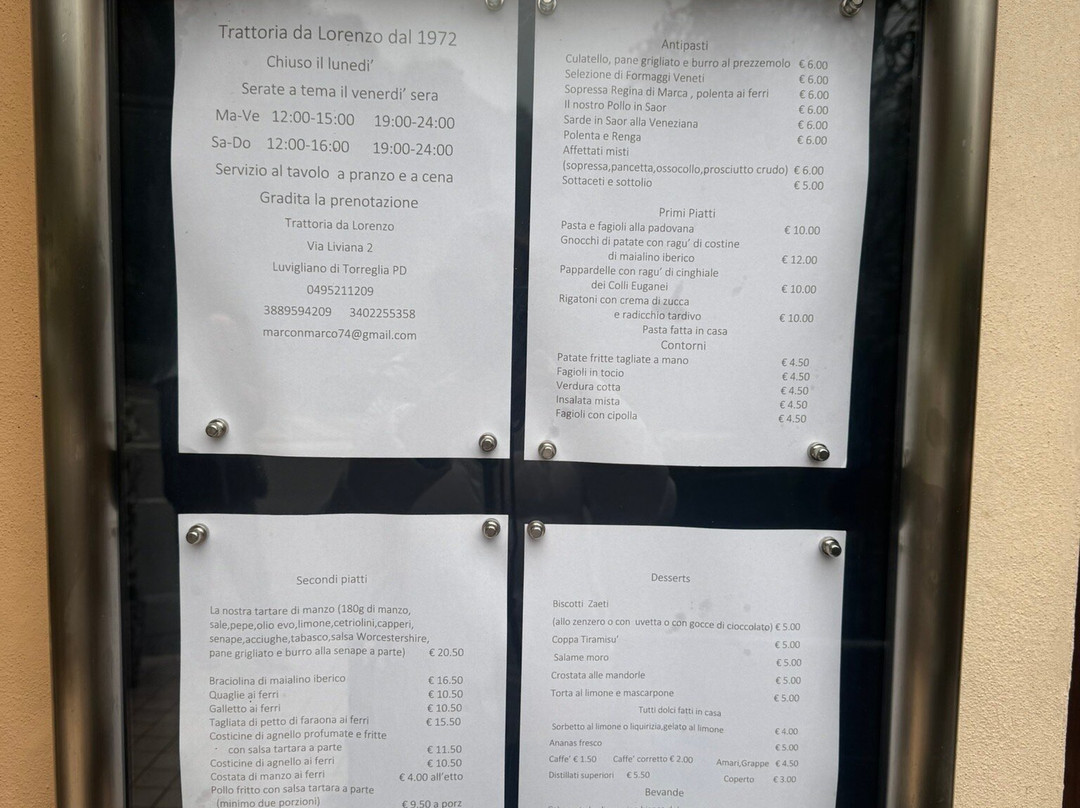 Trattoria da Lorenzo dal 1972
Chiuso il lunedi'
Serate a tema il venerdi' sera
Ma-Ve 12:00-15:00 19:00-24:00
Sa-Do 12:00-16:00 19:00-24:00
Servizio al tavolo a pranzo e a cena
Gradita la prenotazione
Trattoria da Lorenzo
Via Liviana 2
Luvigliano di Torreglia PD
0495211209
3889594209 3402255358
marconmarco74@gmail.com
Antipasti
Culatello, pane grigliato e burro al prezzemolo € 6.00
Selezione di Formaggi Veneti € 6.00
Sopressa Regina di Marca , polenta ai ferri € 6.00
Il nostro Pollo in Saor € 6.00
Sarde in Saor alla Veneziana € 6.00
Polenta e Renga € 6.00
Affettati misti
(sopressa,pancetta,ossocollo,prosciutto crudo) € 6.00
Sottaceti e sottolio € 5.00
Primi Piatti
Pasta e fagioli alla padovana € 10.00
Gnocchi di patate con ragu' di costine
di maialino iberico € 12.00
Pappardelle con ragu' di cinghiale
dei Colli Euganei € 10.00
Rigatoni con crema di zucca
e radicchio tardivo € 10.00
Pasta fatta in casa
Contorni
Patate fritte tagliate a mano € 4.50
Fagioli in tocio € 4.50
Verdura cotta € 4.50
Insalata mista € 4.50
Fagioli con cipolla € 4.50
Secondi piatti
La nostra tartare di manzo (180g di manzo,
sale,pepe,olio evo,limone,cetriolini,capperi,
senape,acciughe,tabasco,salsa Worcestershire,
pane grigliato e burro alla senape a parte) € 20.50
Braciolina di maialino iberico € 16.50
Quaglie ai ferri € 10.50
Galletto ai ferri € 10.50
Tagliata di petto di faraona ai ferri € 15.50
Costicine di agnello profumate e fritte
con salsa tartara a parte € 11.50
Costicine di agnello ai ferri € 10.50
Costata di manzo ai ferri € 4.00 all'etto
Pollo fritto con salsa tartara a parte
(minimo due porzioni) € 9.50 a porz
Desserts
Biscotti Zaeti
(allo zenzero o con uvetta o con gocce di cioccolato) € 5.00
Coppa Tiramisu' € 5.00
Salame moro € 5.00
Crostata alle mandorle € 5.00
Torta al limone e mascarpone € 5.00
Tutti dolci fatti in casa
Sorbetto al limone o liquirizia,gelato al limone € 4.00
Ananas fresco € 5.00
Caffe' € 1.50 Caffe' corretto € 2.00 Amari,Grappe € 4.50
Distillati superiori € 5.50 Coperto € 3.00
Bevande